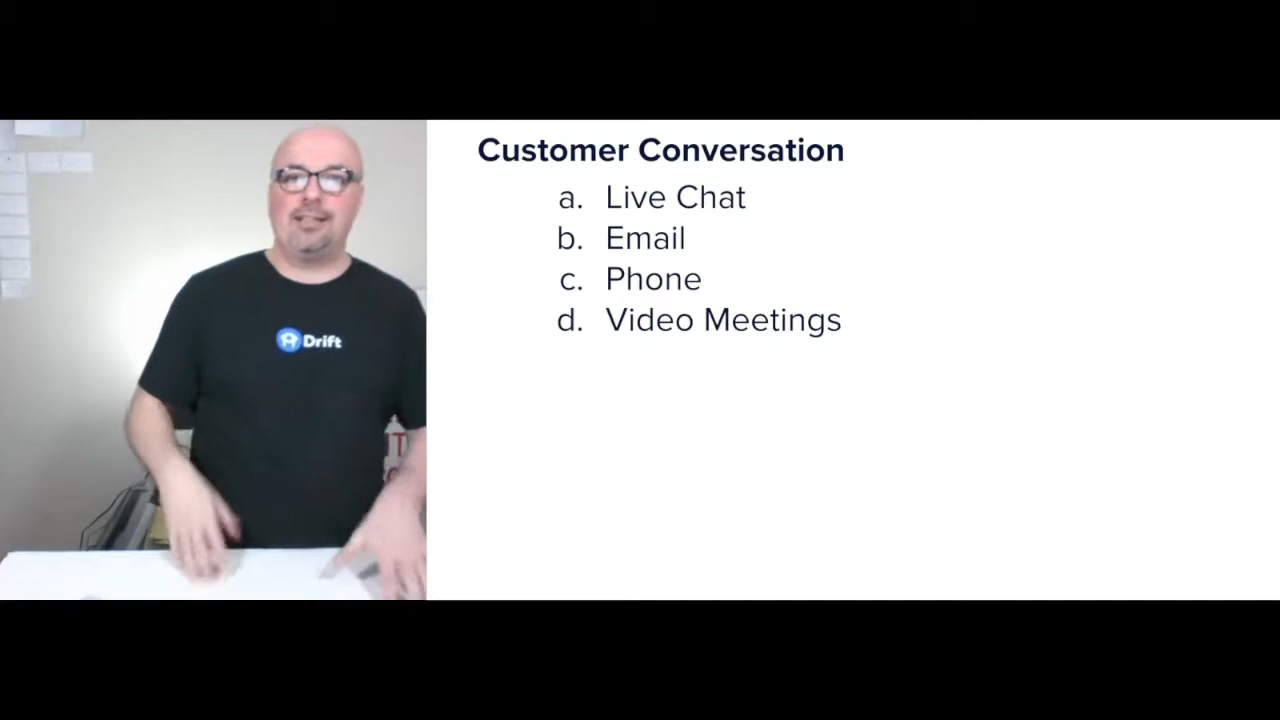 Customer Conversation
a. Live Chat
b. Email
c. Phone
d. Video Meetings
Drift